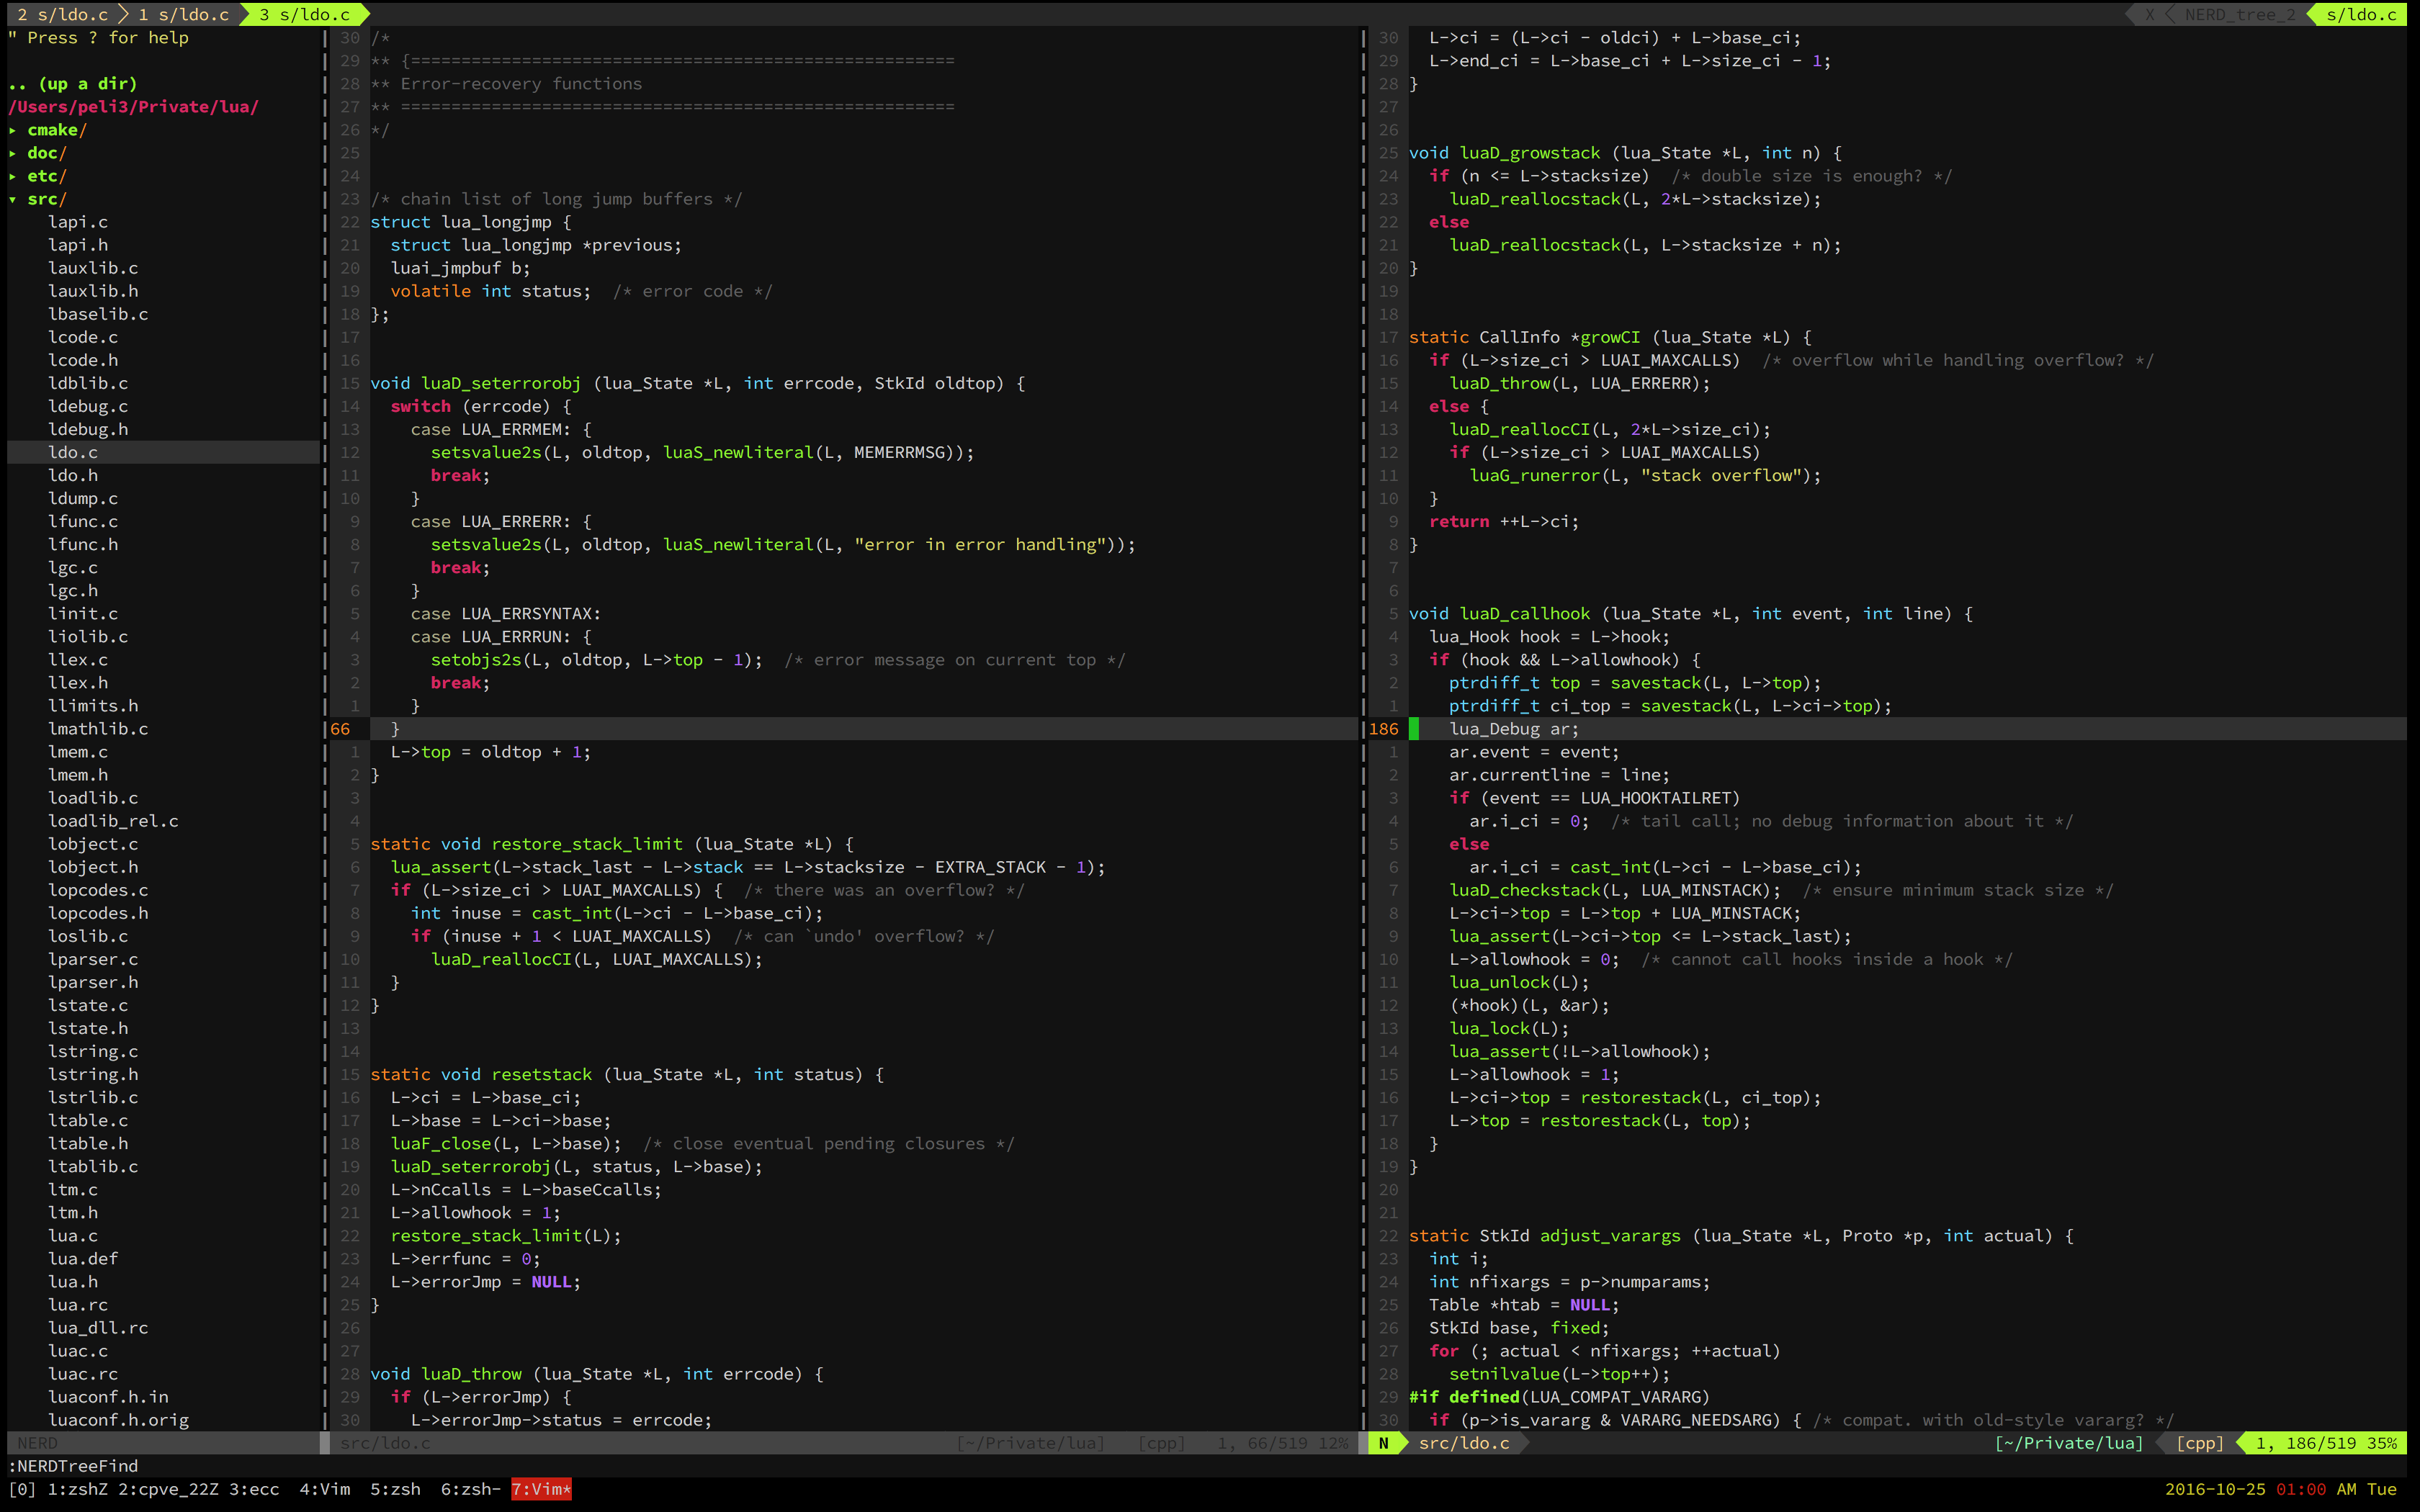 2 s/ldo.c 1 s/ldo.c 3 s/ldo.c X NERD_tree_2 s/ldo.c
" Press ? for help

.. (up a dir)
/Users/peli3/Private/lua/
▸ cmake/
▸ doc/
▸ etc/
▾ src/
    lapi.c
    lapi.h
    lauxlib.c
    lauxlib.h
    lbaselib.c
    lcode.c
    lcode.h
    ldblib.c
    ldebug.c
    ldebug.h
    ldo.c
    ldo.h
    ldump.c
    lfunc.c
    lfunc.h
    lgc.c
    lgc.h
    linit.c
    liolib.c
    llex.c
    llex.h
    llimits.h
    lmathlib.c
    lmem.c
    lmem.h
    loadlib.c
    loadlib_rel.c
    lobject.c
    lobject.h
    lopcodes.c
    lopcodes.h
    loslib.c
    lparser.c
    lparser.h
    lstate.c
    lstate.h
    lstring.c
    lstring.h
    lstrlib.c
    ltable.c
    ltable.h
    ltablib.c
    ltm.c
    ltm.h
    lua.c
    lua.def
    lua.h
    lua.rc
    lua_dll.rc
    luac.c
    luac.rc
    luaconf.h.in
    luaconf.h.orig
NERD
30 /*
29 ** {======================================================
28 ** Error-recovery functions
27 ** =======================================================
26 */
25
24
23 /* chain list of long jump buffers */
22 struct lua_longjmp {
21   struct lua_longjmp *previous;
20   luai_jmpbuf b;
19   volatile int status;  /* error code */
18 };
17
16
15 void luaD_seterrorobj (lua_State *L, int errcode, StkId oldtop) {
14   switch (errcode) {
13     case LUA_ERRMEM: {
12       setsvalue2s(L, oldtop, luaS_newliteral(L, MEMERRMSG));
11       break;
10     }
9     case LUA_ERRERR: {
8       setsvalue2s(L, oldtop, luaS_newliteral(L, "error in error handling"));
7       break;
6     }
5     case LUA_ERRSYNTAX:
4     case LUA_ERRRUN: {
3       setobjs2s(L, oldtop, L->top - 1);  /* error message on current top */
2       break;
1     }
66   }
1   L->top = oldtop + 1;
2 }
3
4
5 static void restore_stack_limit (lua_State *L) {
6   lua_assert(L->stack_last - L->stack == L->stacksize - EXTRA_STACK - 1);
7   if (L->size_ci > LUAI_MAXCALLS) {  /* there was an overflow? */
8     int inuse = cast_int(L->ci - L->base_ci);
9     if (inuse + 1 < LUAI_MAXCALLS)  /* can `undo' overflow? */
10       luaD_reallocCI(L, LUAI_MAXCALLS);
11   }
12 }
13
14
15 static void resetstack (lua_State *L, int status) {
16   L->ci = L->base_ci;
17   L->base = L->ci->base;
18   luaF_close(L, L->base);  /* close eventual pending closures */
19   luaD_seterrorobj(L, status, L->base);
20   L->nCcalls = L->baseCcalls;
21   L->allowhook = 1;
22   restore_stack_limit(L);
23   L->errfunc = 0;
24   L->errorJmp = NULL;
25 }
26
27
28 void luaD_throw (lua_State *L, int errcode) {
29   if (L->errorJmp) {
30     L->errorJmp->status = errcode;
src/ldo.c [~/Private/lua] [cpp] 1, 66/519 12%
30   L->ci = (L->ci - oldci) + L->base_ci;
29   L->end_ci = L->base_ci + L->size_ci - 1;
28 }
27
26
25 void luaD_growstack (lua_State *L, int n) {
24   if (n <= L->stacksize)  /* double size is enough? */
23     luaD_reallocstack(L, 2*L->stacksize);
22   else
21     luaD_reallocstack(L, L->stacksize + n);
20 }
19
18
17 static CallInfo *growCI (lua_State *L) {
16   if (L->size_ci > LUAI_MAXCALLS)  /* overflow while handling overflow? */
15     luaD_throw(L, LUA_ERRERR);
14   else {
13     luaD_reallocCI(L, 2*L->size_ci);
12     if (L->size_ci > LUAI_MAXCALLS)
11       luaG_runerror(L, "stack overflow");
10   }
9   return ++L->ci;
8 }
7
6
5 void luaD_callhook (lua_State *L, int event, int line) {
4   lua_Hook hook = L->hook;
3   if (hook && L->allowhook) {
2     ptrdiff_t top = savestack(L, L->top);
1     ptrdiff_t ci_top = savestack(L, L->ci->top);
186     lua_Debug ar;
1     ar.event = event;
2     ar.currentline = line;
3     if (event == LUA_HOOKTAILRET)
4       ar.i_ci = 0;  /* tail call; no debug information about it */
5     else
6       ar.i_ci = cast_int(L->ci - L->base_ci);
7     luaD_checkstack(L, LUA_MINSTACK);  /* ensure minimum stack size */
8     L->ci->top = L->top + LUA_MINSTACK;
9     lua_assert(L->ci->top <= L->stack_last);
10     L->allowhook = 0;  /* cannot call hooks inside a hook */
11     lua_unlock(L);
12     (*hook)(L, &ar);
13     lua_lock(L);
14     lua_assert(!L->allowhook);
15     L->allowhook = 1;
16     L->ci->top = restorestack(L, ci_top);
17     L->top = restorestack(L, top);
18   }
19 }
20
21
22 static StkId adjust_varargs (lua_State *L, Proto *p, int actual) {
23   int i;
24   int nfixargs = p->numparams;
25   Table *htab = NULL;
26   StkId base, fixed;
27   for (; actual < nfixargs; ++actual)
28     setnilvalue(L->top++);
29 #if defined(LUA_COMPAT_VARARG)
30   if (p->is_vararg & VARARG_NEEDSARG) { /* compat. with old-style vararg? */
N src/ldo.c [~/Private/lua] [cpp] 1, 186/519 35%
:NERDTreeFind
[0] 1:zshZ 2:cpve_22Z 3:ecc  4:Vim  5:zsh  6:zsh- 7:Vim* 2016-10-25 01:00 AM Tue